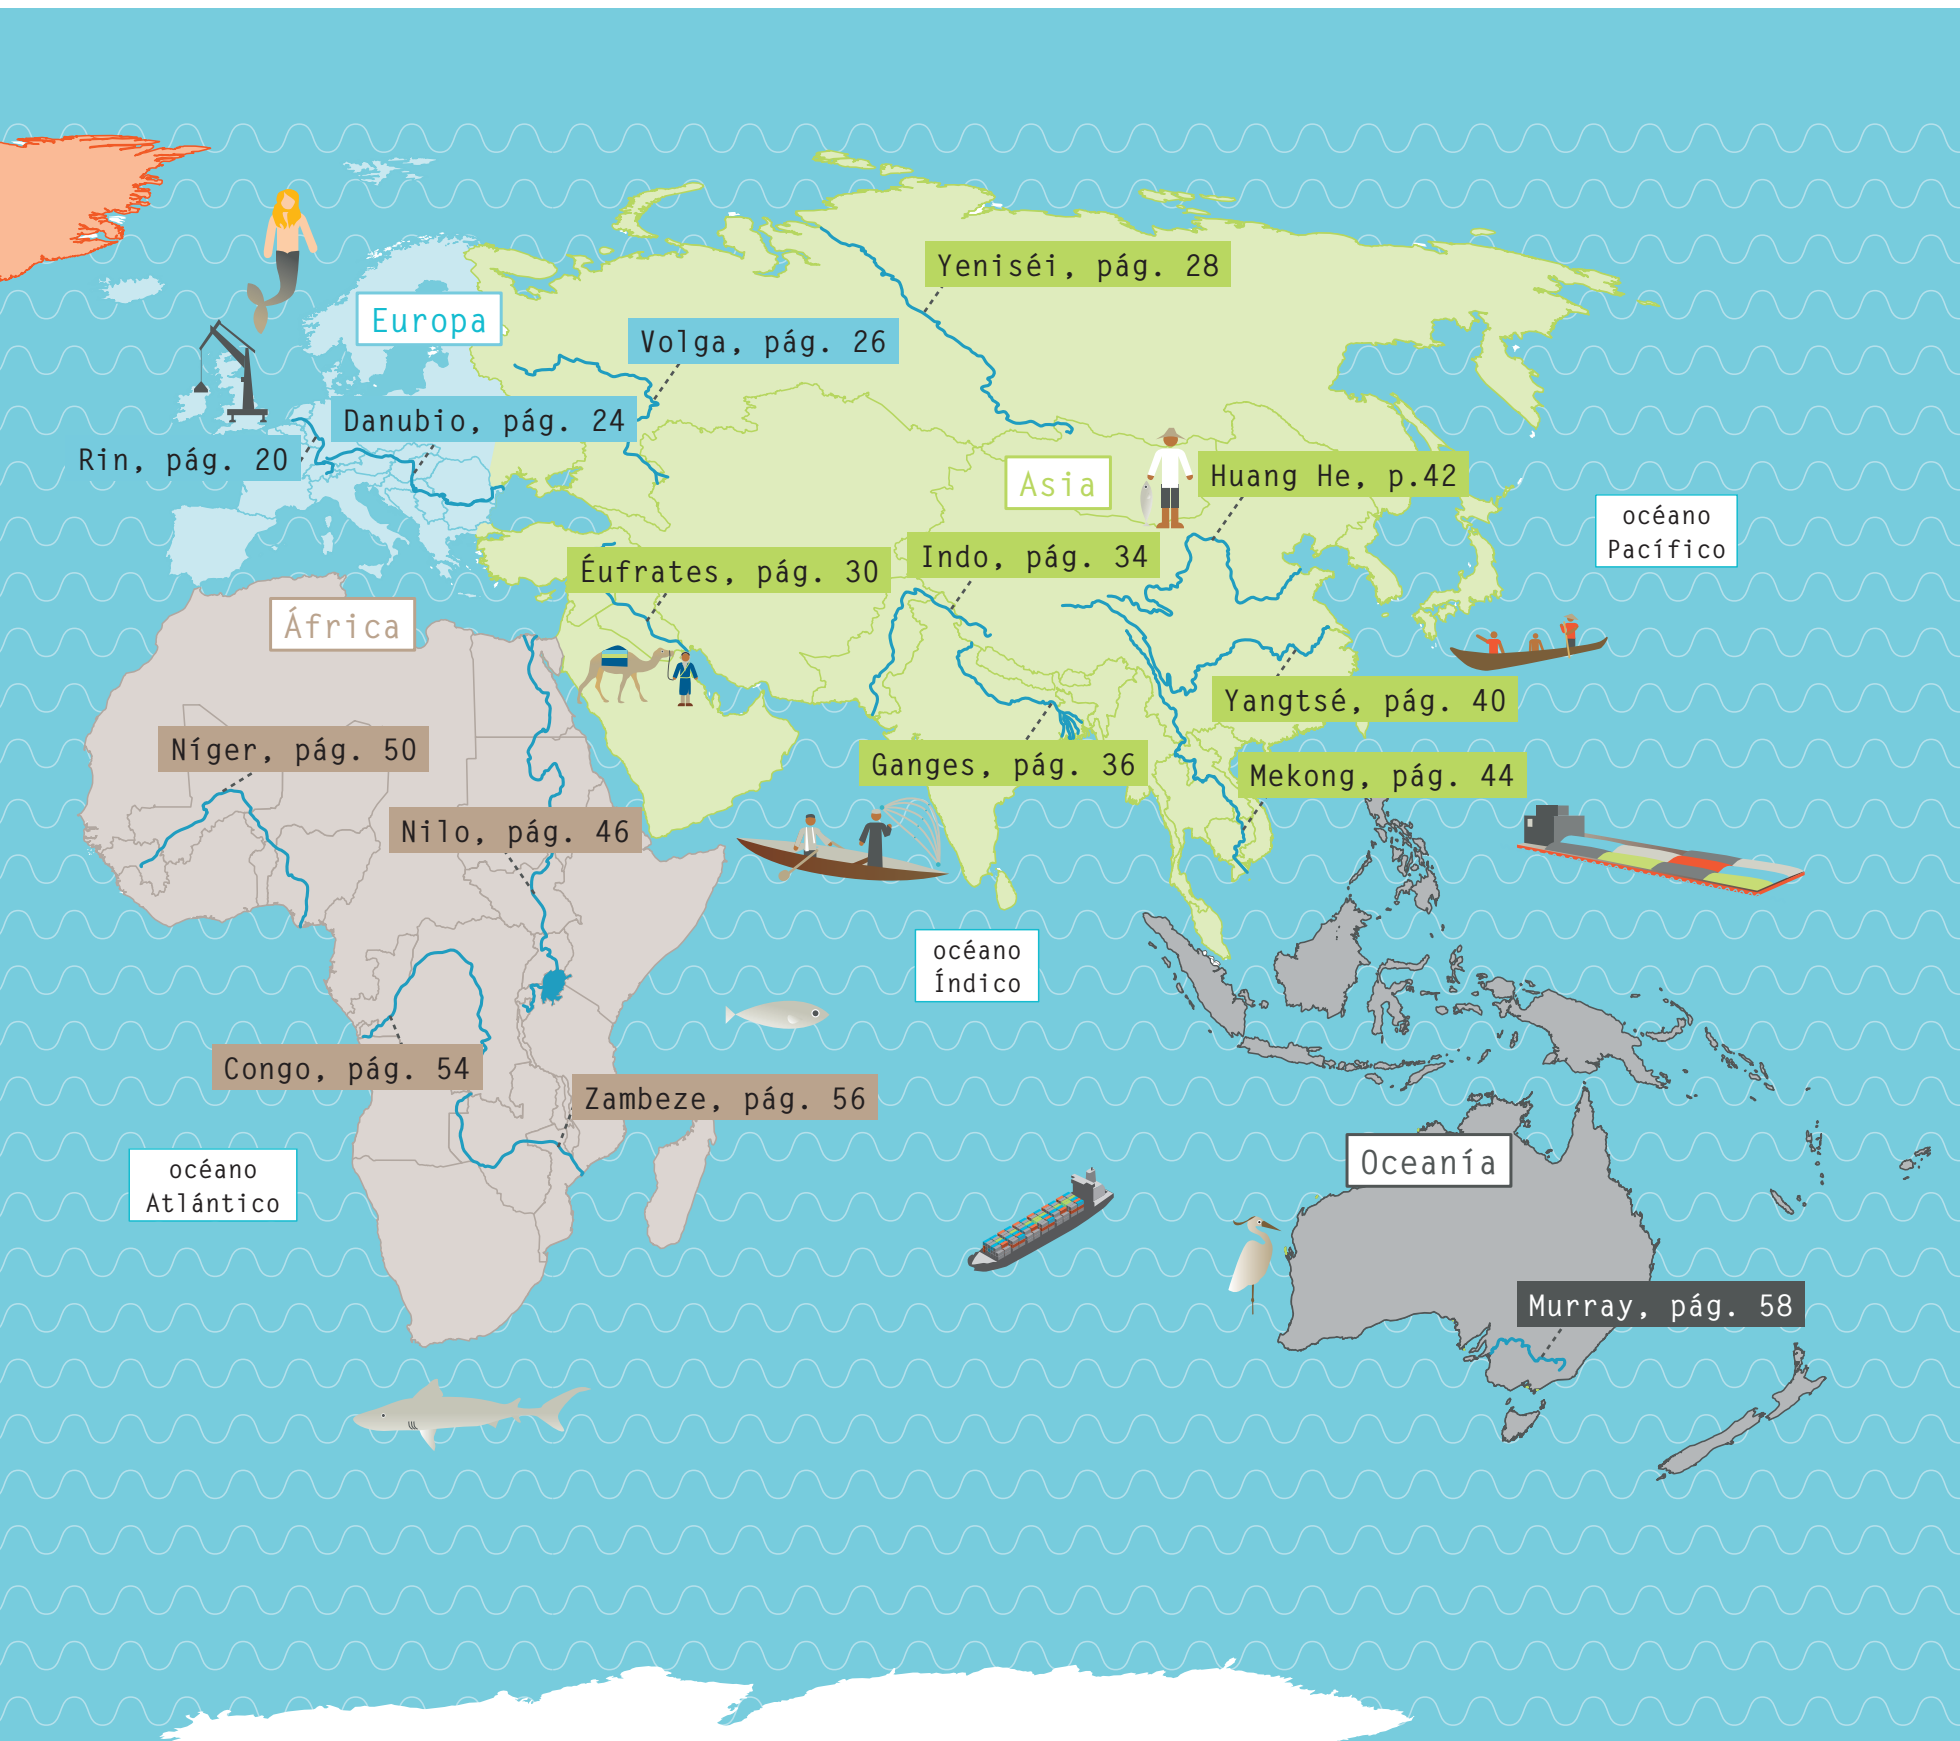 Yeniséi, pág. 28
Europa
Volga, pág. 26
Danubio, pág. 24
Rin, pág. 20
Asia
Huang He, p.42
océano
Pacífico
Indo, pág. 34
Éufrates, pág. 30
África
Yangtsé, pág. 40
Níger, pág. 50
Ganges, pág. 36
Mekong, pág. 44
Nilo, pág. 46
océano
Índico
Congo, pág. 54
Zambeze, pág. 56
Oceanía
océano
Atlántico
Murray, pág. 58